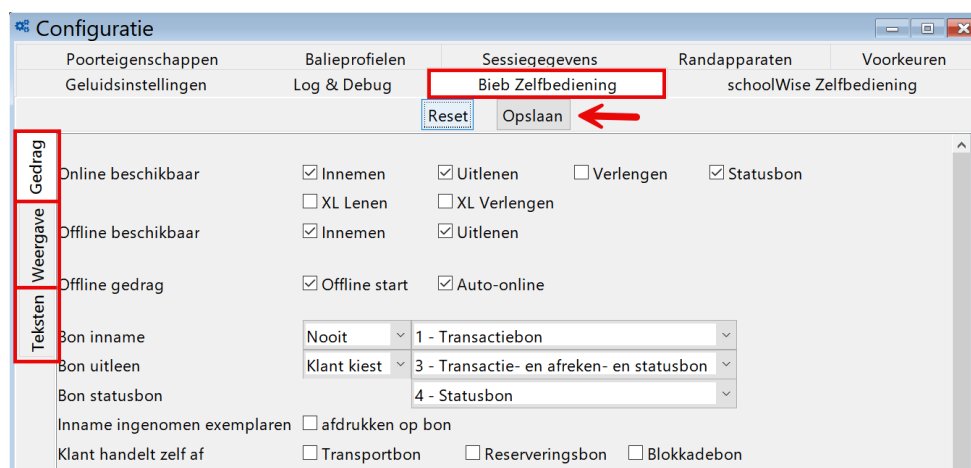 Configuratie
Poorteigenschappen Balieprofielen Sessiegegevens Randapparaten Voorkeuren
Geluidsinstellingen Log & Debug Bieb Zelfbediening schoolWise Zelfbediening
Reset Opslaan
Gedrag
Weergave
Teksten
Online beschikbaar Innemen Uitlenen Verlengen Statusbon
XL Lenen XL Verlengen
Offline beschikbaar Innemen Uitlenen
Offline gedrag Offline start Auto-online
Bon inname Nooit 1 - Transactiebon
Bon uitleen Klant kiest 3 - Transactie- en afreken- en statusbon
Bon statusbon 4 - Statusbon
Inname ingenomen exemplaren afdrukken op bon
Klant handelt zelf af Transportbon Reserveringsbon Blokkadebon